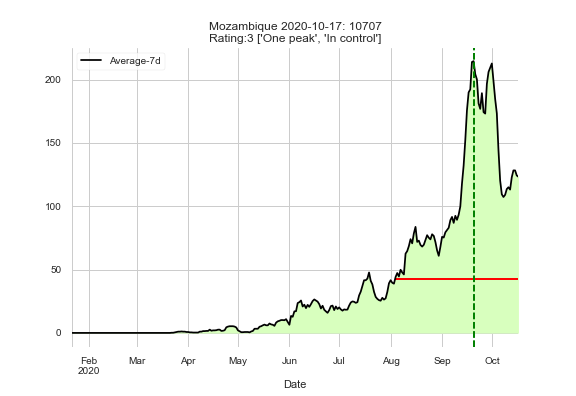 Mozambique 2020-10-17: 10707
Rating:3 ['One peak', 'In control']
Average-7d
200
150
100
50
0
Feb Mar Apr May Jun Jul Aug Sep Oct
2020
Date